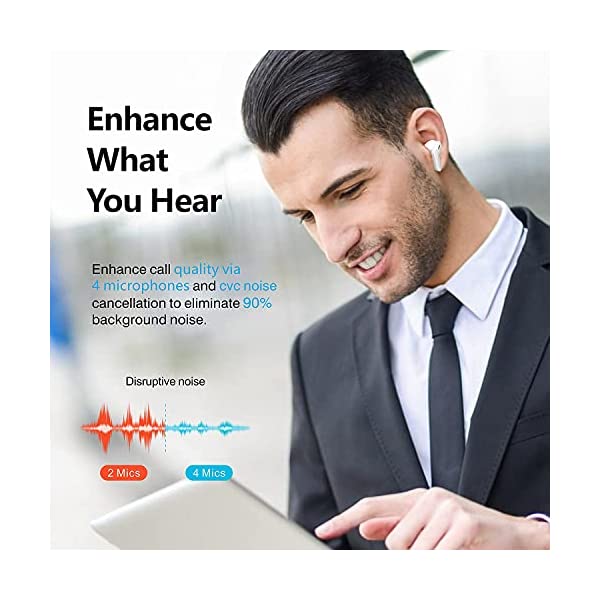 Enhance
What
You Hear
Enhance call quality via
4 microphones and cvc noise
cancellation to eliminate 90%
background noise.
Disruptive noise
2 Mics
4 Mics